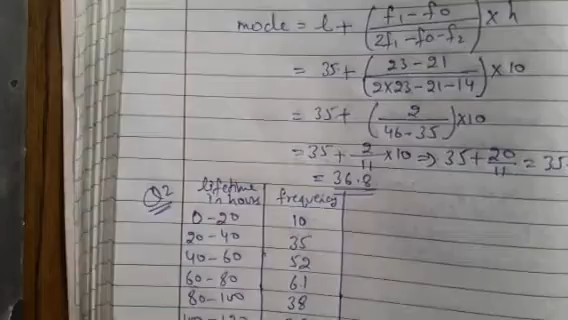 mode = l + (f1 - f0 / 2f1 - f0 - f2) × h
= 35 + (23 - 21 / 2×23 - 21 - 14) × 10
= 35 + (2 / 46 - 35) × 10
= 35 + 2/11 × 10 ⇒ 35 + 20/11 = 35.
= 36.8
Q2 lifetime in hours frequency
0-20 10
20-40 35
40-60 52
60-80 61
80-100 38